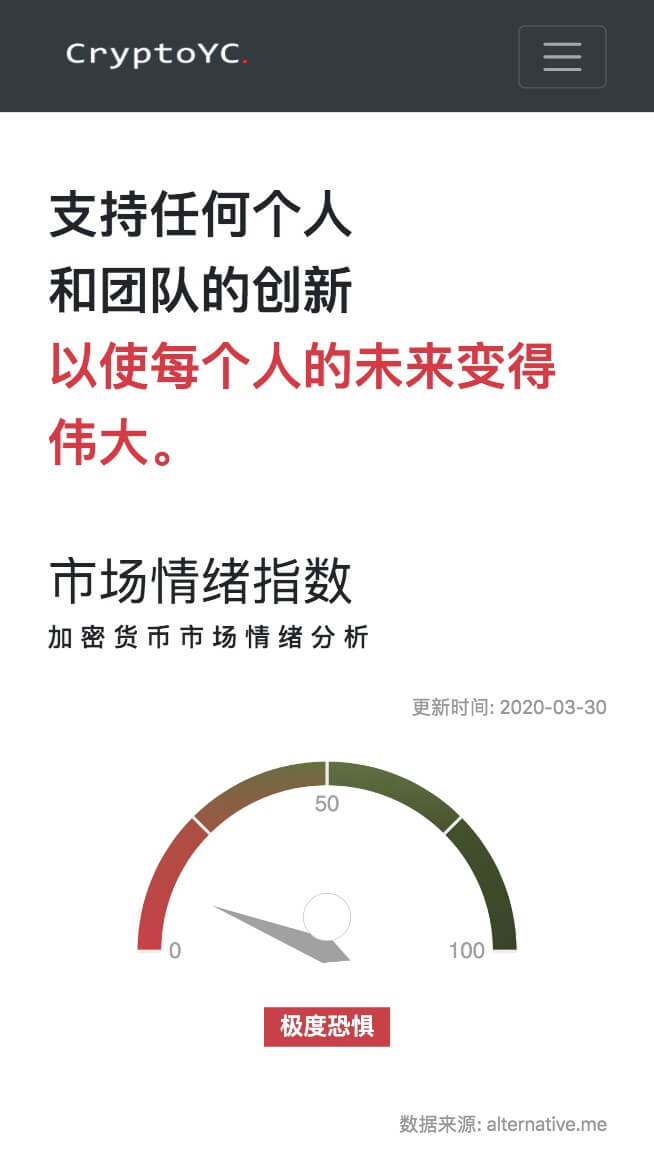 CryptoYC.
支持任何个人
和团队的创新
以使每个人的未来变得
伟大。
市场情绪指数
加密货币市场情绪分析
更新时间: 2020-03-30
50
0
100
极度恐惧
数据来源: alternative.me